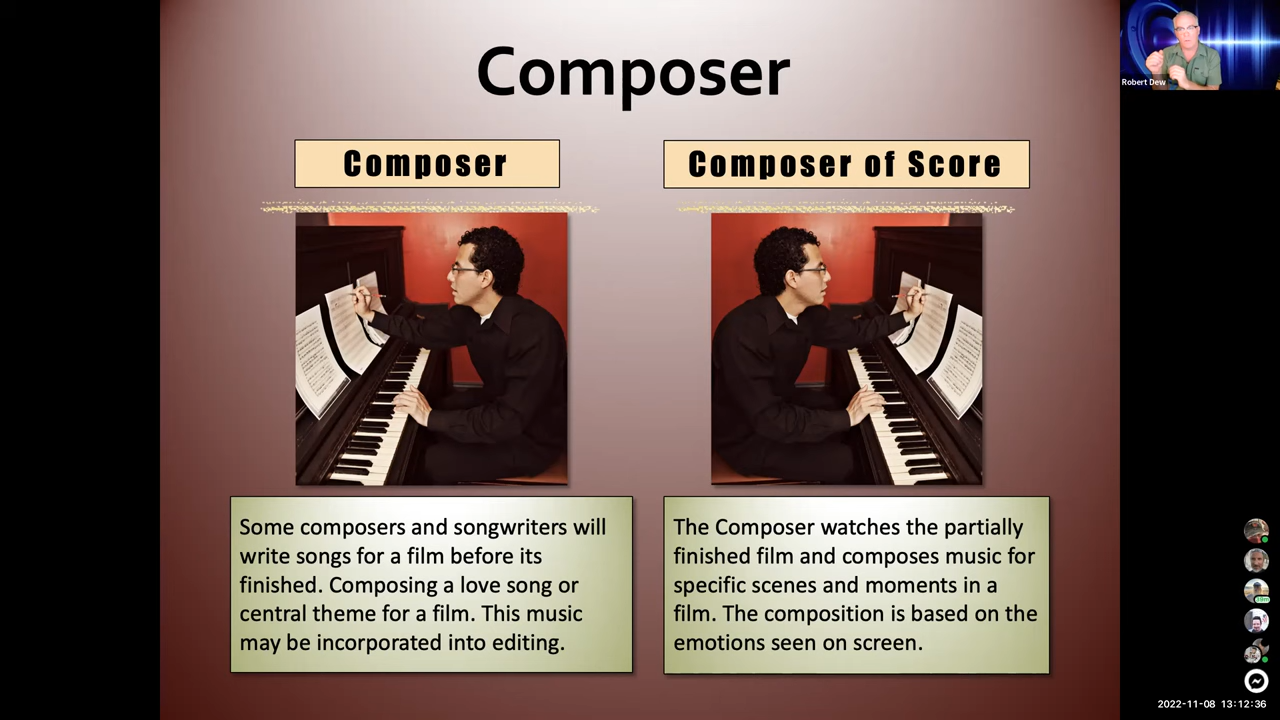 Composer
Composer
Composer of Score
Some composers and songwriters will
write songs for a film before its
finished. Composing a love song or
central theme for a film. This music
may be incorporated into editing.
The Composer watches the partially
finished film and composes music for
specific scenes and moments in a
film. The composition is based on the
emotions seen on screen.
Robert Dew
2022-11-08 13:12:36